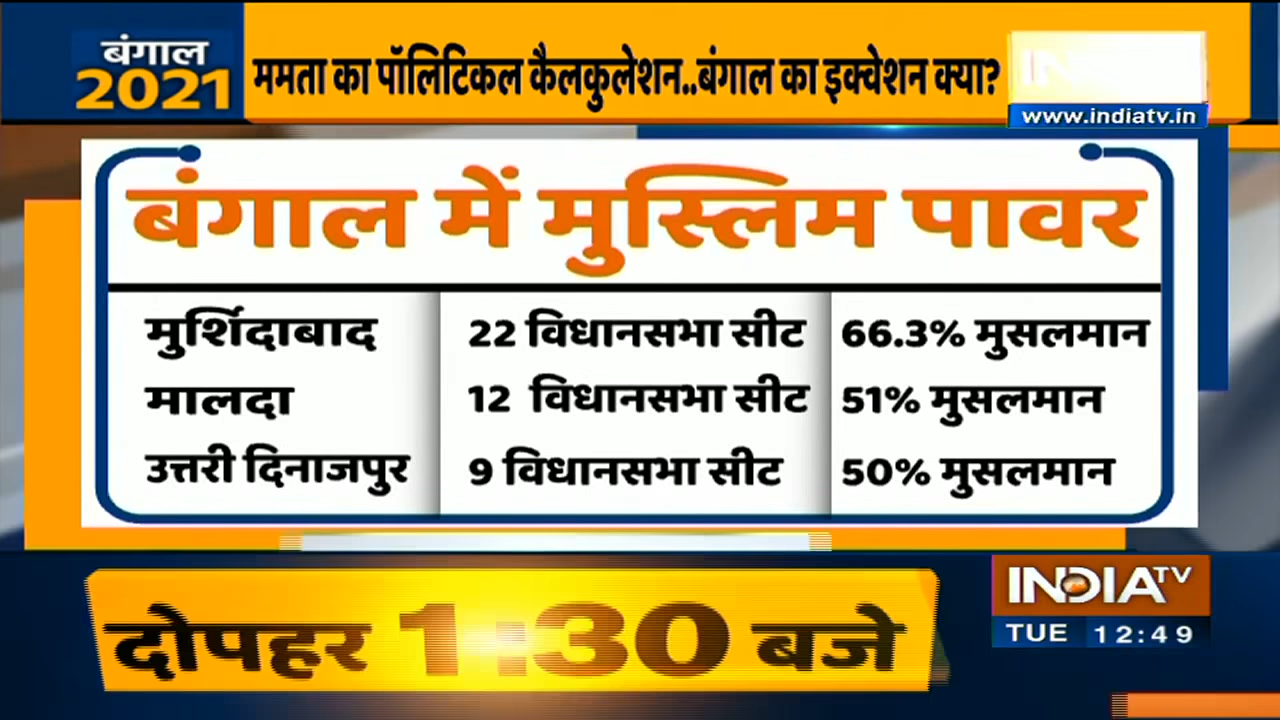 बंगाल
2021
ममता का पॉलिटिकल कैलकुलेशन..बंगाल का इक्वेशन क्या?
www.indiatv.in
बंगाल में मुस्लिम पावर
मुर्शिदाबाद 22 विधानसभा सीट 66.3% मुसलमान
मालदा 12 विधानसभा सीट 51% मुसलमान
उत्तरी दिनाजपुर 9 विधानसभा सीट 50% मुसलमान
दोपहर 1:30 बजे
INDIA TV
TUE 12:49